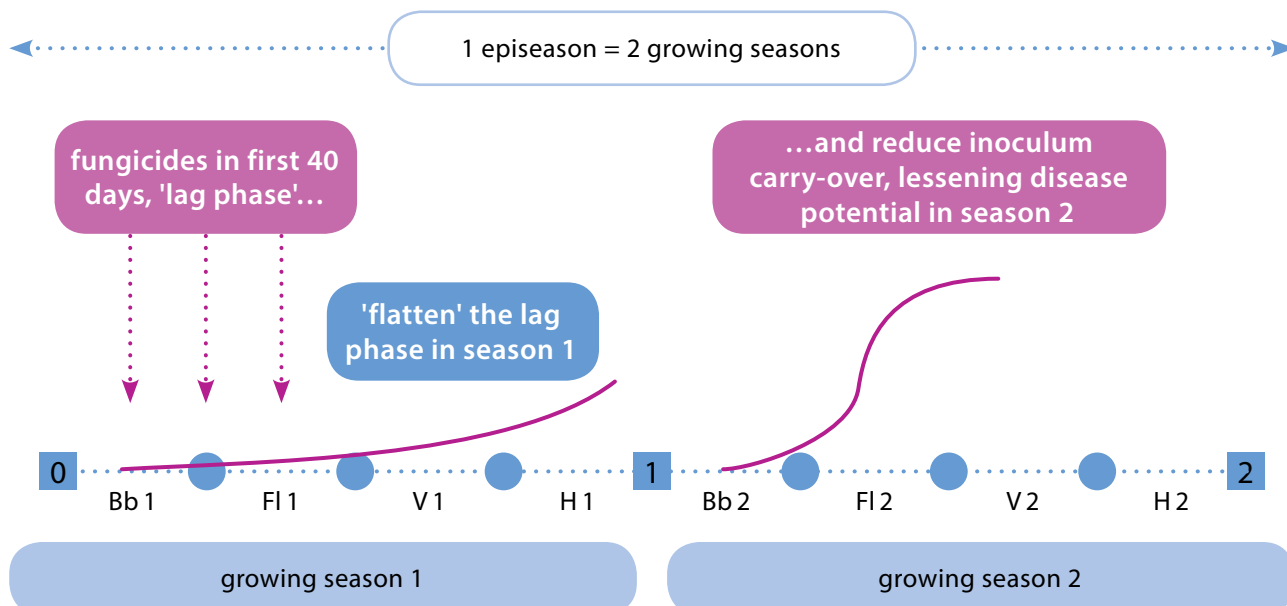 1 episeason = 2 growing seasons
fungicides in first 40
days, 'lag phase'…
…and reduce inoculum
carry-over, lessening disease
potential in season 2
'flatten' the lag
phase in season 1
0
1
2
Bb 1
Fl 1
V 1
H 1
Bb 2
Fl 2
V 2
H 2
growing season 1
growing season 2